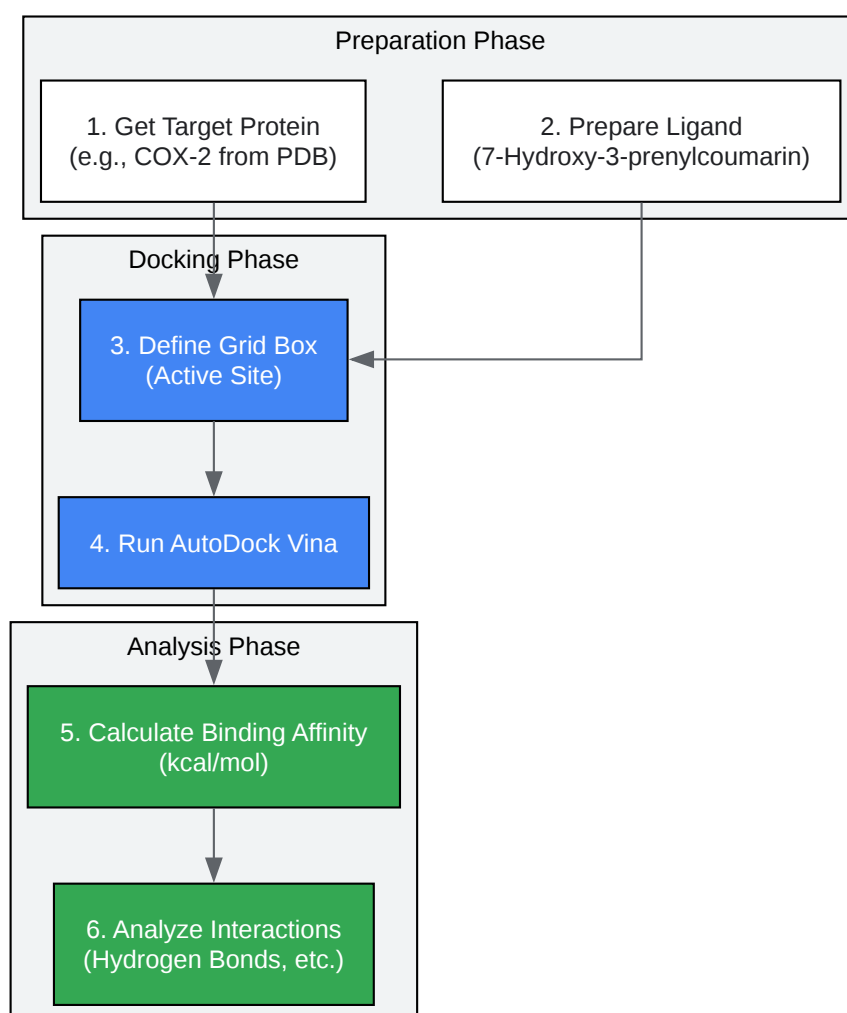 Preparation Phase
1. Get Target Protein
(e.g., COX-2 from PDB)
2. Prepare Ligand
(7-Hydroxy-3-prenylcoumarin)
Docking Phase
3. Define Grid Box
(Active Site)
4. Run AutoDock Vina
Analysis Phase
5. Calculate Binding Affinity
(kcal/mol)
6. Analyze Interactions
(Hydrogen Bonds, etc.)